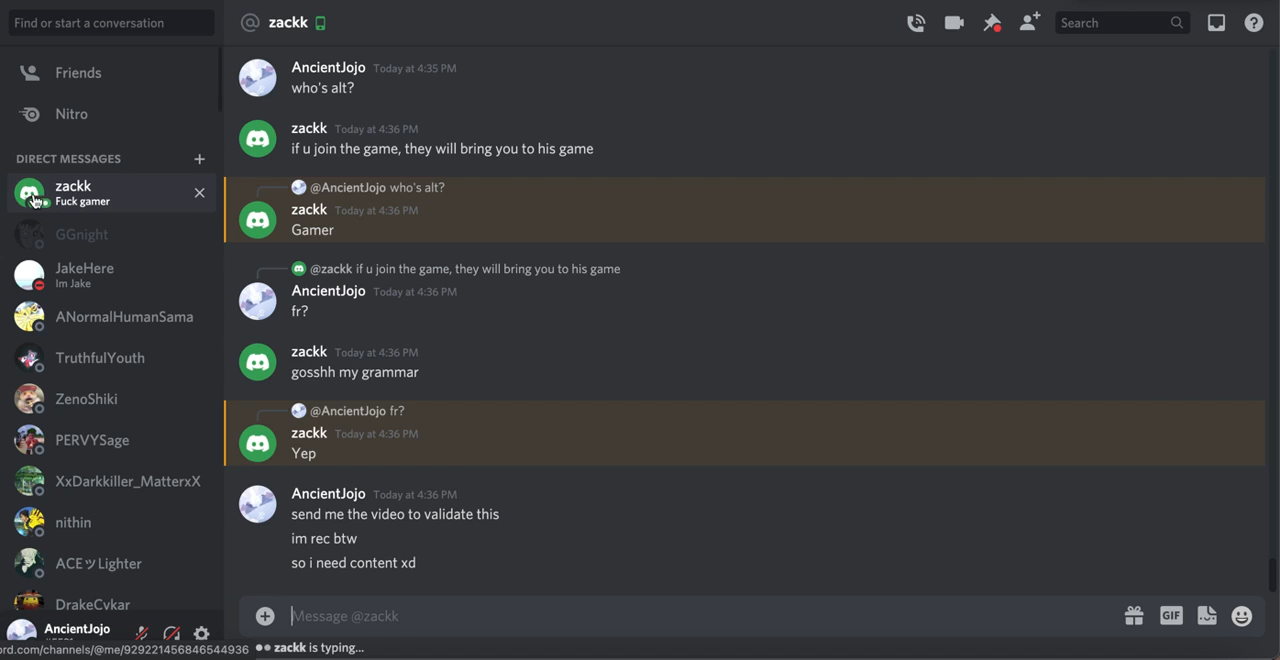 Find or start a conversation
@ zackk
Search
Friends
Nitro
DIRECT MESSAGES
zackk
Fuck gamer
GGnight
JakeHere
Im Jake
ANormalHumanSama
TruthfulYouth
ZenoShiki
PERVYSage
XxDarkkiller_MatterxX
nithin
ACEツLighter
DrakeCykar
AncientJojo
ord.com/channels/@me/929221456846544936
AncientJojo Today at 4:35 PM
who's alt?
zackk Today at 4:36 PM
if u join the game, they will bring you to his game
@AncientJojo who's alt?
zackk Today at 4:36 PM
Gamer
@zackk if u join the game, they will bring you to his game
AncientJojo Today at 4:36 PM
fr?
zackk Today at 4:36 PM
gosshh my grammar
@AncientJojo fr?
zackk Today at 4:36 PM
Yep
AncientJojo Today at 4:36 PM
send me the video to validate this
im rec btw
so i need content xd
Message @zackk
GIF
zackk is typing...